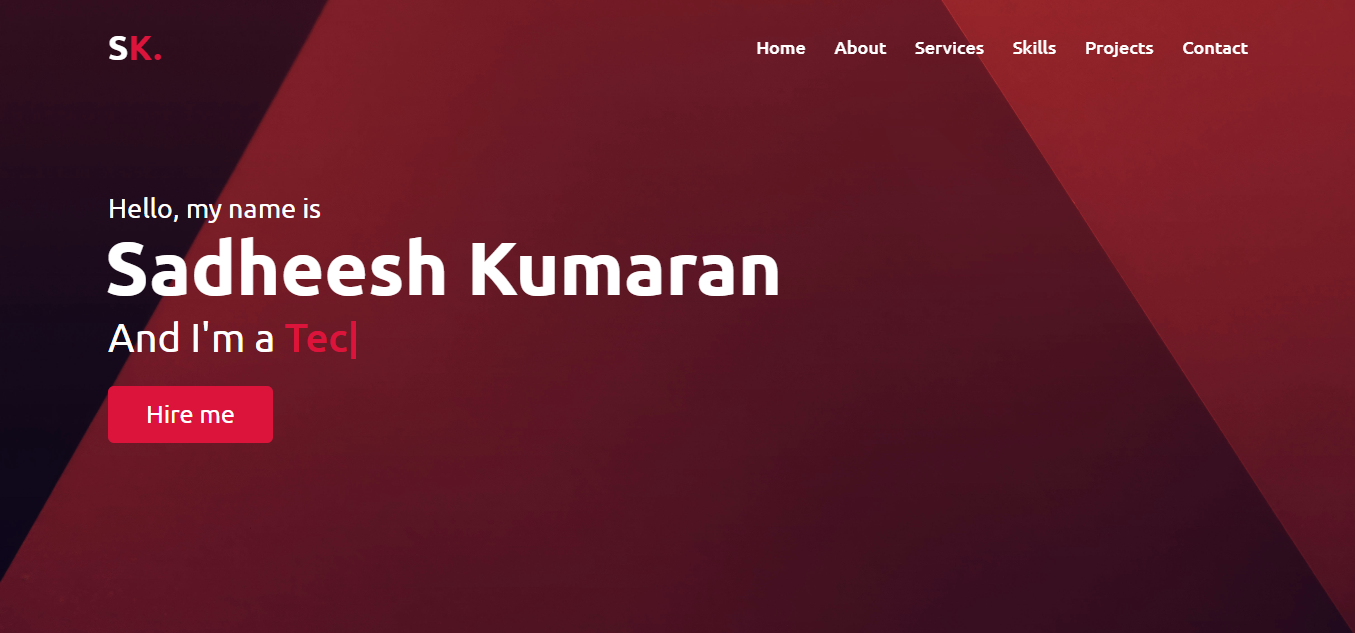 SK.
Home About Services Skills Projects Contact
Hello, my name is
Sadheesh Kumaran
And I'm a Tec|
Hire me